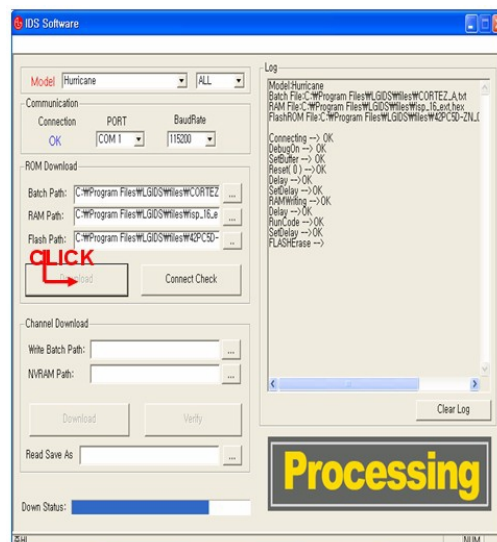 IDS Software
Model Hurricane ALL
Communication
Connection PORT BaudRate
OK COM 1 115200
ROM Download
Batch Path: C:₩Program Files₩LGIDS₩files₩CORTEZ ...
RAM Path: C:₩Program Files₩LGIDS₩files₩isp_16_e ...
Flash Path: C:₩Program Files₩LGIDS₩files₩42PC5D- ...
CLICK
Download Connect Check
Channel Download
Write Batch Path: ...
NVRAM Path: ...
Download Verify
Read Save As ...
Down Status:
준비
Log
Model:Hurricane
Batch File:C:₩Program Files₩LGIDS₩files₩CORTEZ_A.txt
RAM File:C:₩Program Files₩LGIDS₩files₩isp_16_ext.hex
FlashROM File:C:₩Program Files₩LGIDS₩files₩42PC5D-ZN_(
Connecting --> OK
DebugOn --> OK
SetBuffer --> OK
Reset( 0 ) --> OK
Delay --> OK
SetDelay --> OK
RAMWriting -->OK
Delay --> OK
RunCode --> OK
SetDelay -->OK
FLASHErase -->
Clear Log
Processing
NUM